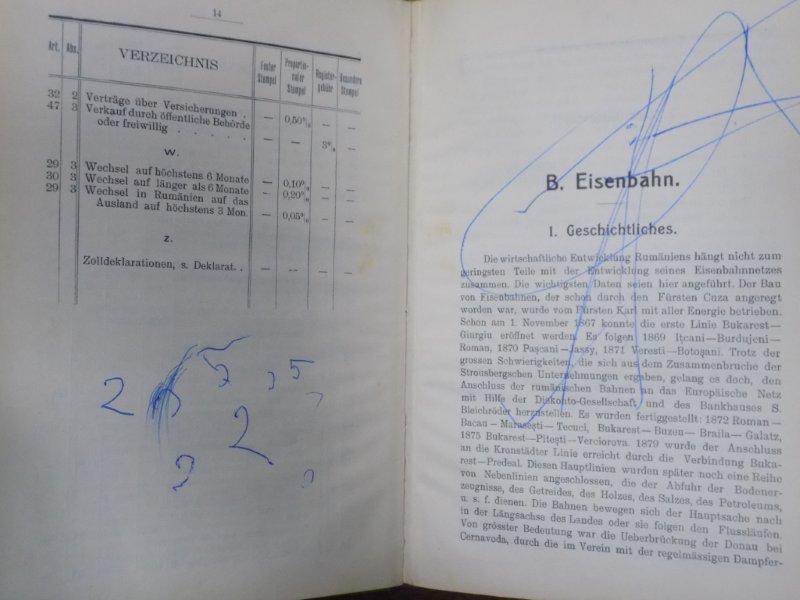 14
Art. Abs. VERZEICHNIS Fester Stempel Proportionaler Stempel Registergebühr Besonderer Stempel
32 2 Verträge über Versicherungen . — 0,50% — —
47 3 Verkauf durch öffentliche Behörde
oder freiwillig . . . . . — — 3% —
W.
29 3 Wechsel auf höchstens 6 Monate — 0,10% — —
30 3 Wechsel auf länger als 6 Monate — 0,20% — —
29 3 Wechsel in Rumänien auf das
Ausland auf höchstens 3 Mon. — 0,05% — —
Z.
Zolldeklarationen, s. Deklarat. . — — — —
2 5 5
2
B. Eisenbahn.
1. Geschichtliches.
Die wirtschaftliche Entwicklung Rumäniens hängt nicht zum
geringsten Teile mit der Entwicklung seines Eisenbahnnetzes
zusammen. Die wichtigsten Daten seien hier angeführt. Der Bau
von Eisenbahnen, der schon durch den Fürsten Cuza angeregt
worden war, wurde vom Fürsten Karl mit aller Energie betrieben.
Schon am 1. November 1867 konnte die erste Linie Bukarest—
Giurgiu eröffnet werden. Es folgen 1869 Iţcani—Burdujeni—
Roman, 1870 Paşcani—Jassy, 1871 Veresti—Botoşani. Trotz der
grossen Schwierigkeiten, die sich aus dem Zusammenbruche der
Strousbergschen Unternehmungen ergaben, gelang es doch, den
Anschluss der rumänischen Bahnen an das Europäische Netz
mit Hilfe der Diskonto-Gesellschaft und des Bankhauses S.
Bleichröder herzustellen. Es wurden fertiggestellt: 1872 Roman—
Bacau—Mărăseşti—Tecuci, Bukarest—Buzeu—Braila—Galatz,
1875 Bukarest—Piteşti—Verciorova. 1879 wurde der Anschluss
an die Kronstädter Linie erreicht durch die Verbindung Buka-
rest—Predeal. Diesen Hauptlinien wurden später noch eine Reihe
von Nebenlinien angeschlossen, die der Abfuhr der Bodener-
zeugnisse, des Getreides, des Holzes, des Salzes, des Petroleums,
u. s. f. dienen. Die Bahnen bewegen sich der Hauptsache nach
in der Längsachse des Landes oder sie folgen den Flussläufen.
Von grösster Bedeutung war die Ueberbrückung der Donau bei
Cernavoda, durch die im Verein mit der regelmässigen Dampfer-